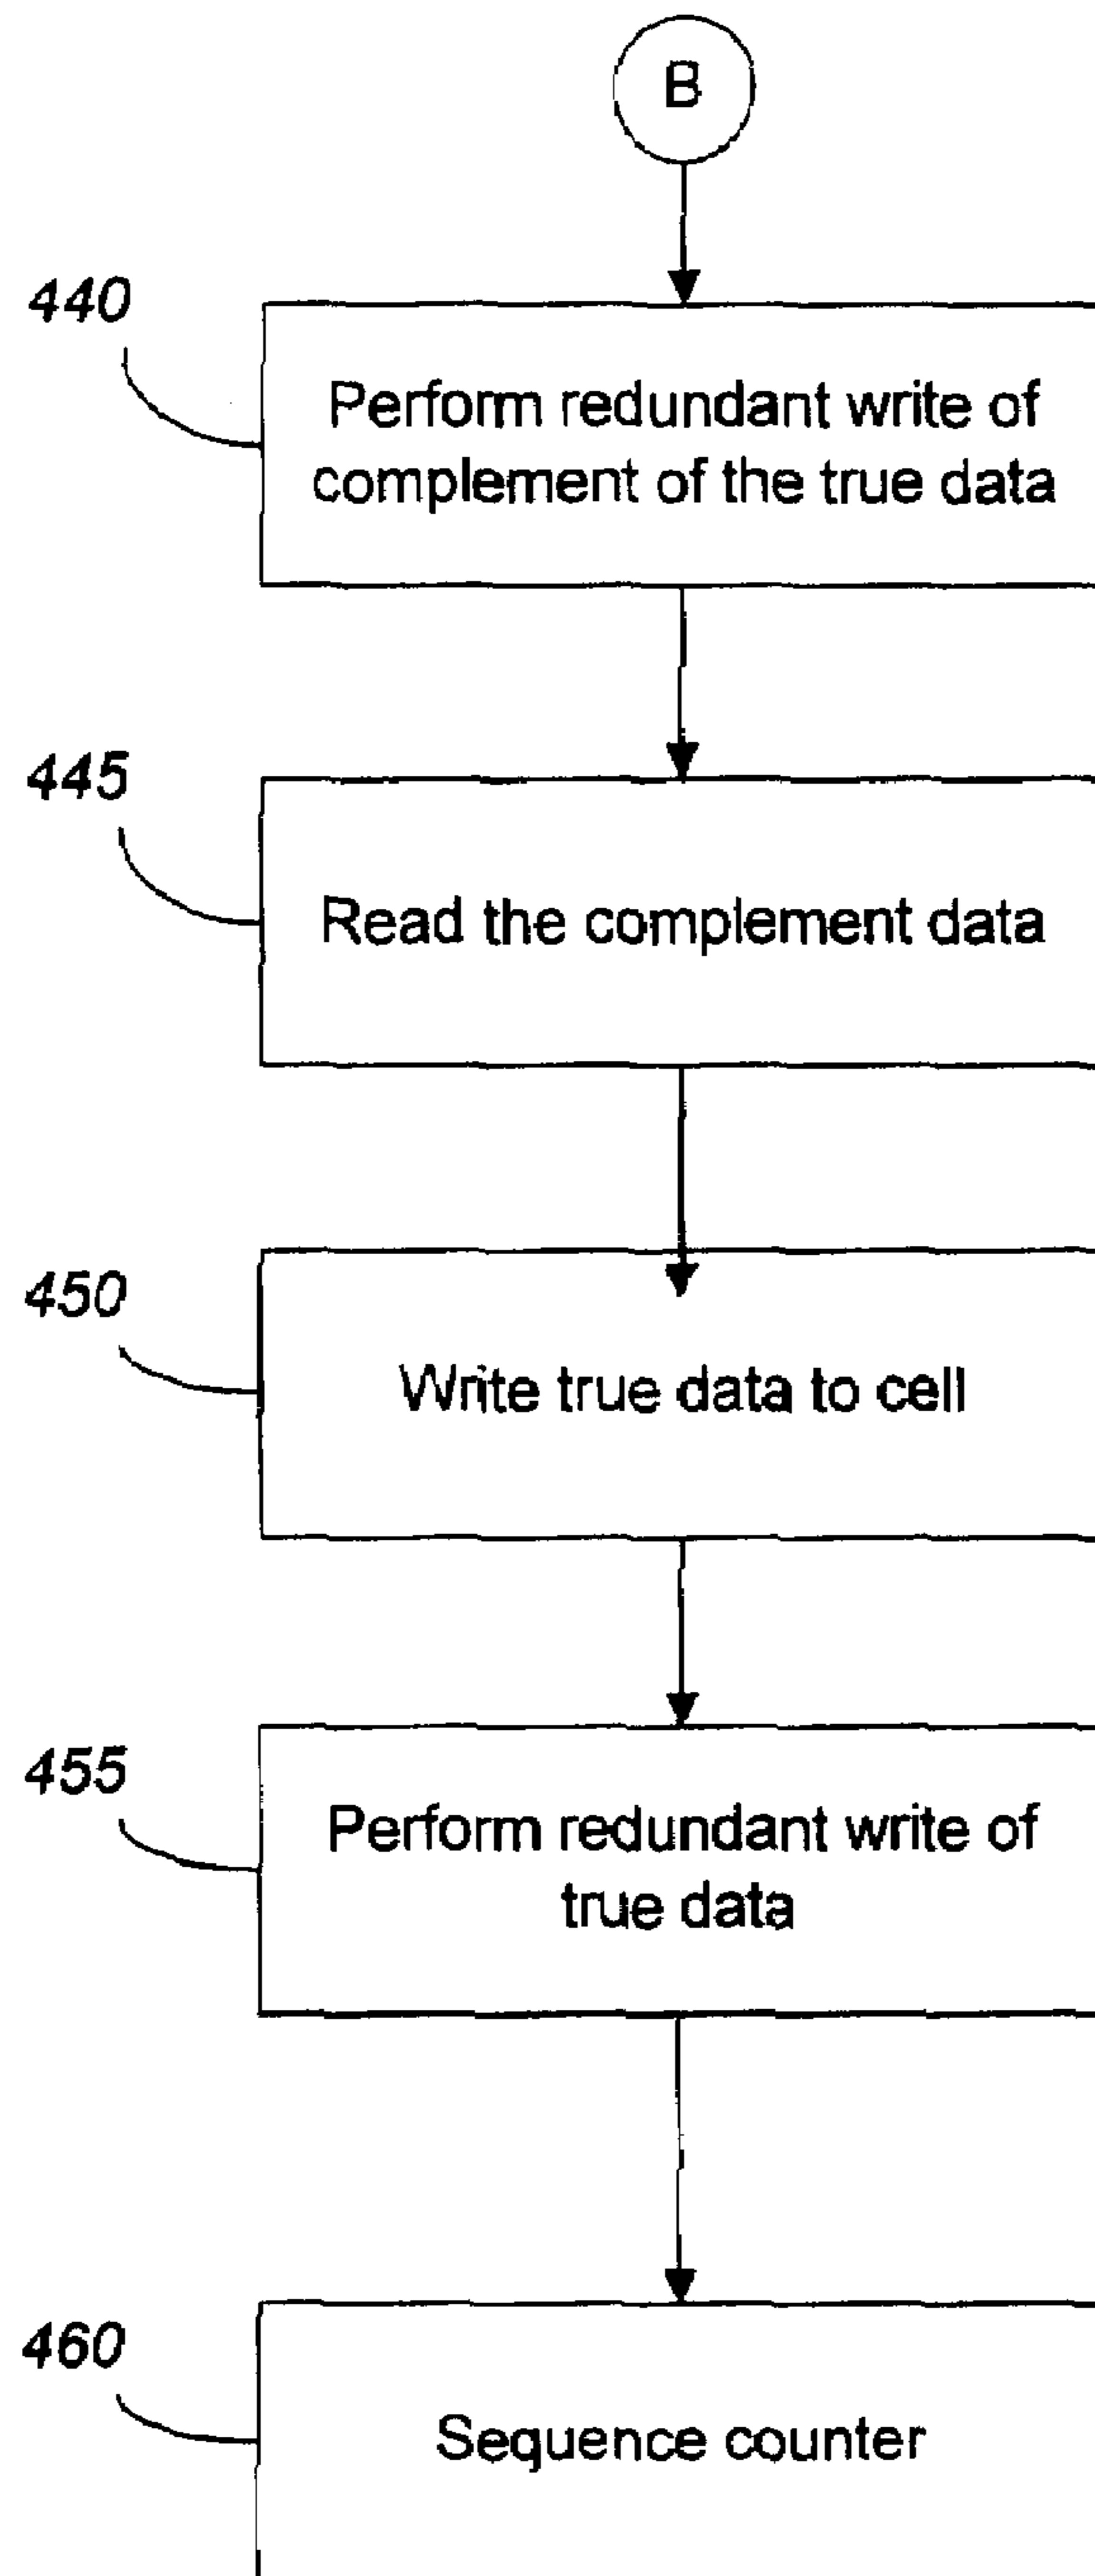 B
440
Perform redundant write of
complement of the true data
445
Read the complement data
450
Write true data to cell
455
Perform redundant write of
true data
460
Sequence counter